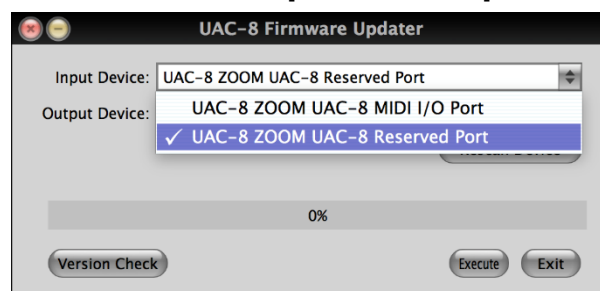 UAC-8 Firmware Updater
Input Device: UAC-8 ZOOM UAC-8 Reserved Port
Output Device:
UAC-8 ZOOM UAC-8 MIDI I/O Port
✓ UAC-8 ZOOM UAC-8 Reserved Port
0%
Version Check Execute Exit